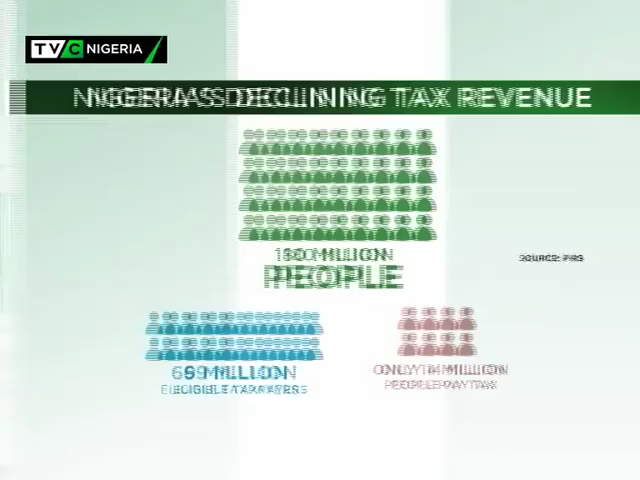 TVC NIGERIA
NIGERIA'S DECLINING TAX REVENUE
MILLION
PEOPLE
SOURCE: FIRS
69 MILLION
ELIGIBLE TAXPAYERS
ONLY 14 MILLION
PEOPLE PAY TAX